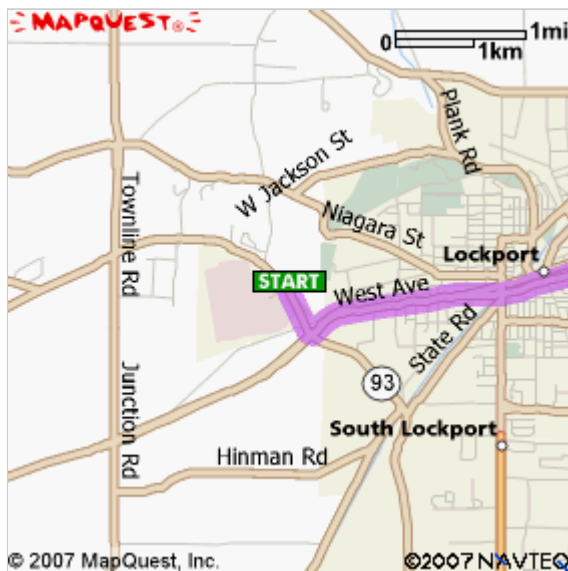 MAPQUEST®
0
1mi
1km
Plank Rd
W Jackson St
Townline Rd
Niagara St
Lockport
START
West Ave
State Rd
93
Junction Rd
South Lockport
Hinman Rd
© 2007 MapQuest, Inc.
©2007 NAVTEQ